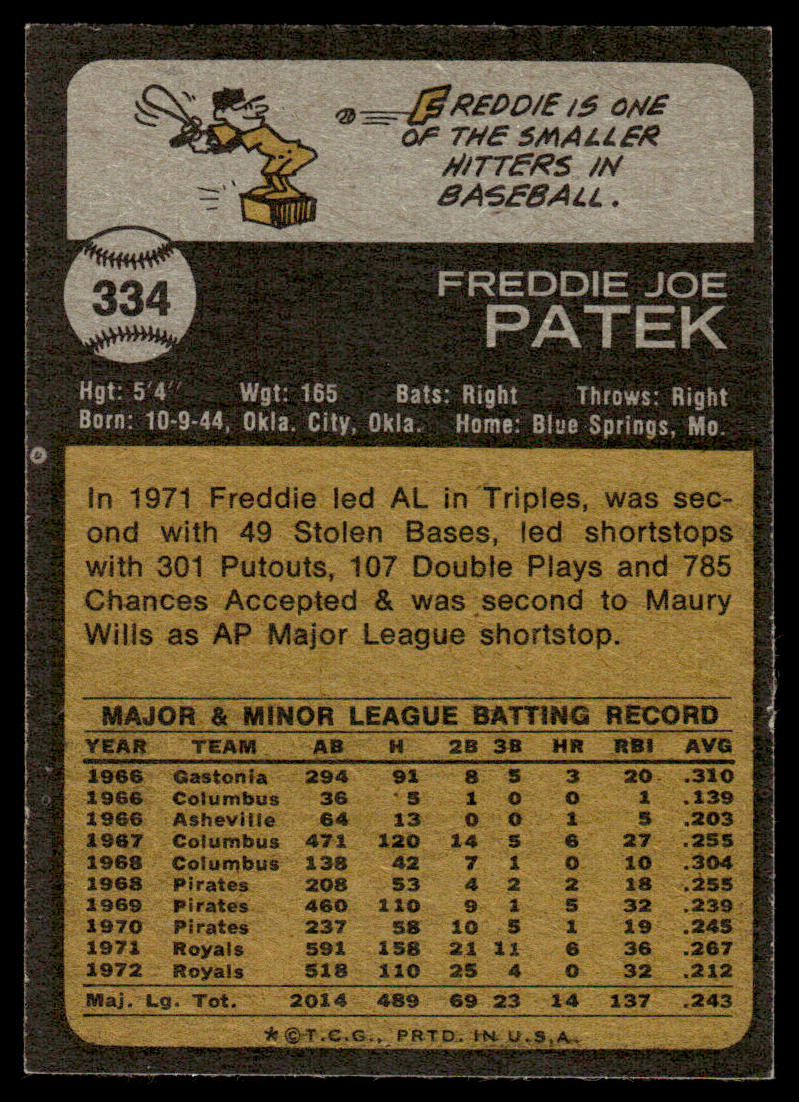 FREDDIE IS ONE
OF THE SMALLER
HITTERS IN
BASEBALL.
334
FREDDIE JOE
PATEK
Hgt: 5'4" Wgt: 165 Bats: Right Throws: Right
Born: 10-9-44, Okla. City, Okla. Home: Blue Springs, Mo.
In 1971 Freddie led AL in Triples, was sec-
ond with 49 Stolen Bases, led shortstops
with 301 Putouts, 107 Double Plays and 785
Chances Accepted & was second to Maury
Wills as AP Major League shortstop.
MAJOR & MINOR LEAGUE BATTING RECORD
YEAR TEAM AB H 2B 3B HR RBI AVG
1966 Gastonia 294 91 8 5 3 20 .310
1966 Columbus 36 5 1 0 0 1 .139
1966 Asheville 64 13 0 0 1 5 .203
1967 Columbus 471 120 14 5 6 27 .255
1968 Columbus 138 42 7 1 0 10 .304
1968 Pirates 208 53 4 2 2 18 .255
1969 Pirates 460 110 9 1 5 32 .239
1970 Pirates 237 58 10 5 1 19 .245
1971 Royals 591 158 21 11 6 36 .267
1972 Royals 518 110 25 4 0 32 .212
Maj. Lg. Tot. 2014 489 69 23 14 137 .243
*©T.C.G., PRTD. IN U.S.A.